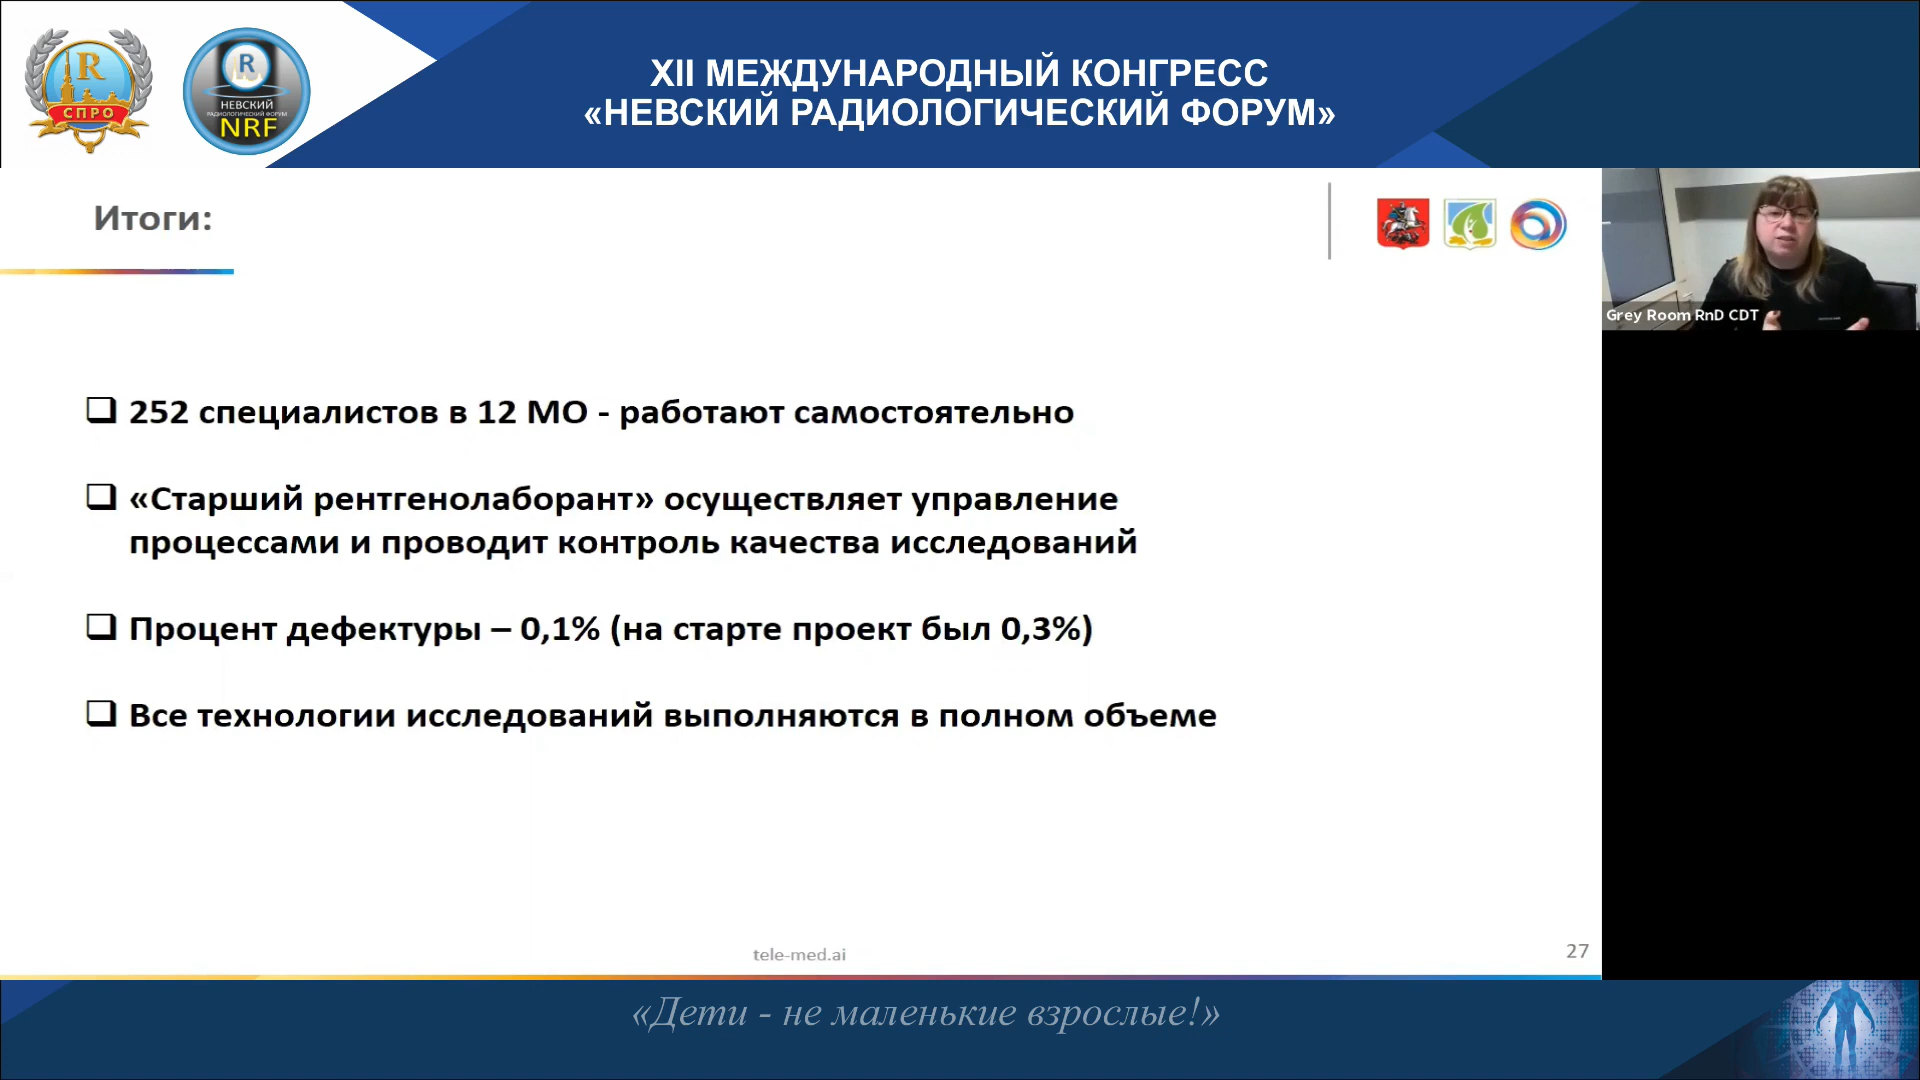 R
СПРО
R
НЕВСКИЙ
РАДИОЛОГИЧЕСКИЙ ФОРУМ
NRF
XII МЕЖДУНАРОДНЫЙ КОНГРЕСС
«НЕВСКИЙ РАДИОЛОГИЧЕСКИЙ ФОРУМ»
Итоги:
Grey Room RnD CDT
252 специалистов в 12 МО - работают самостоятельно
«Старший рентгенолаборант» осуществляет управление
процессами и проводит контроль качества исследований
Процент дефектуры – 0,1% (на старте проект был 0,3%)
Все технологии исследований выполняются в полном объеме
tele-med.ai
27
«Дети - не маленькие взрослые!»